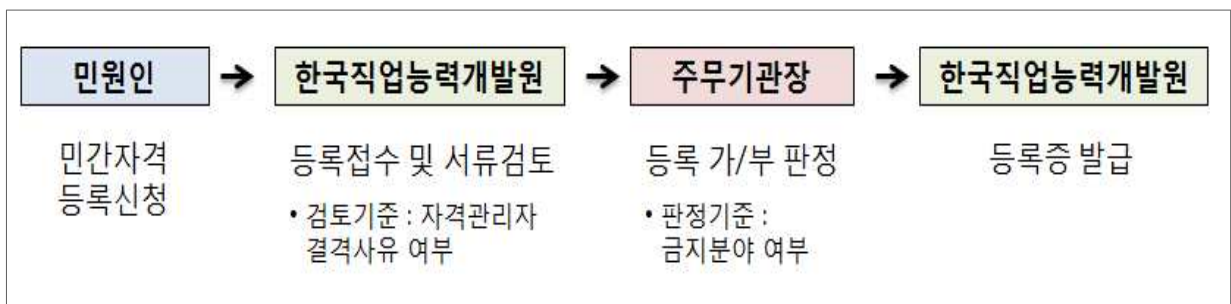 민원인 → 한국직업능력개발원 → 주무기관장 → 한국직업능력개발원
민간자격
등록신청
등록접수 및 서류검토
• 검토기준 : 자격관리자
결격사유 여부
등록 가/부 판정
• 판정기준 :
금지분야 여부
등록증 발급